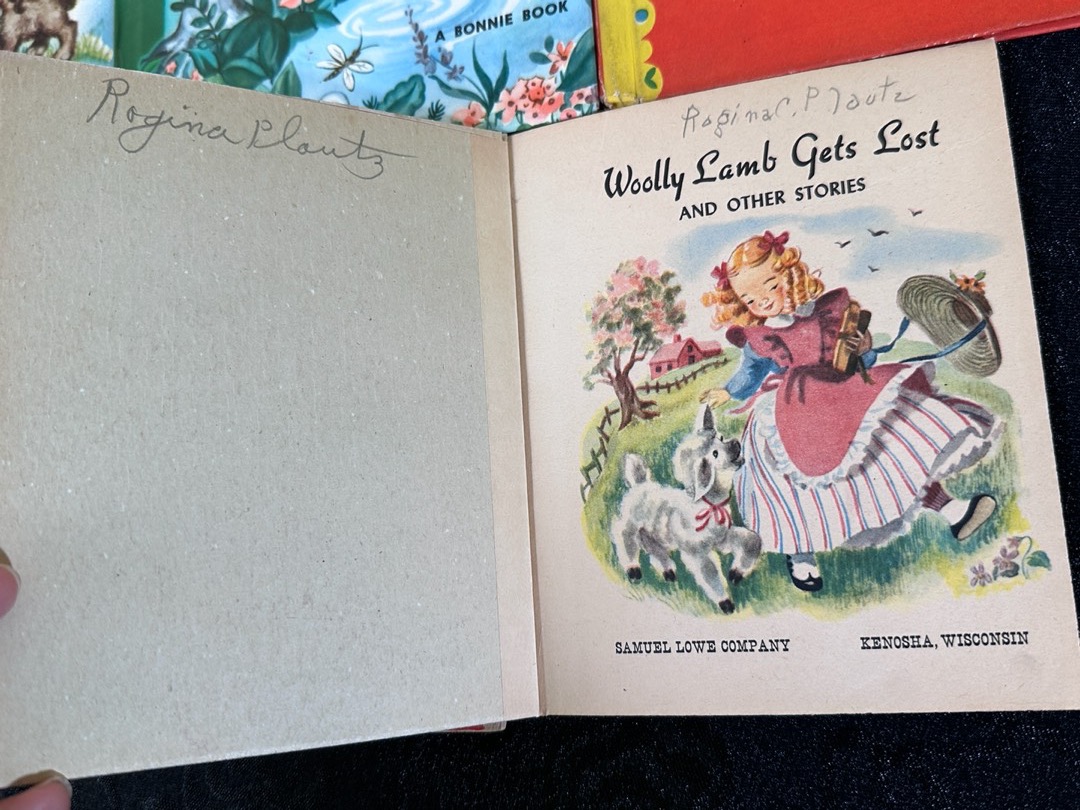 A BONNIE BOOK
Rogina Plautz
Rogina C. Plautz
Woolly Lamb Gets Lost
AND OTHER STORIES
SAMUEL LOWE COMPANY
KENOSHA, WISCONSIN